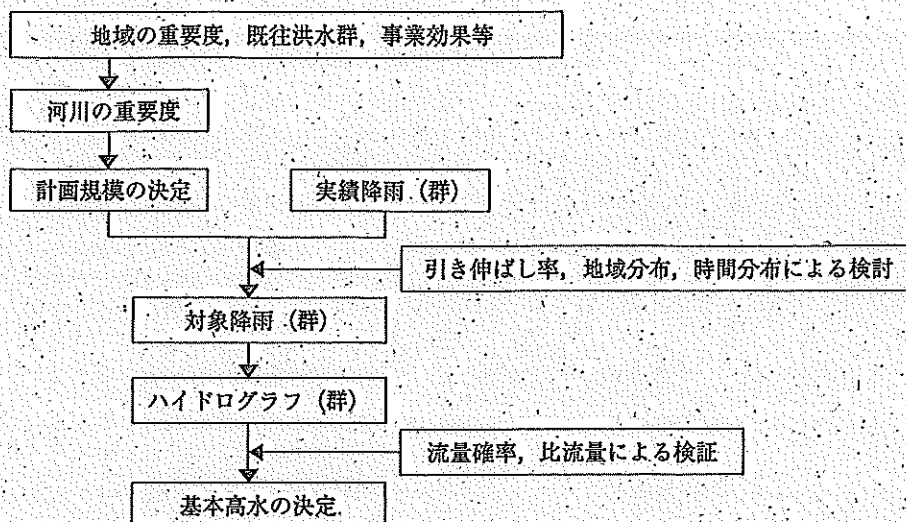 地域の重要度,既往洪水群,事業効果等
河川の重要度
計画規模の決定
実績降雨(群)
引き伸ばし率,地域分布,時間分布による検討
対象降雨(群)
ハイドログラフ(群)
流量確率,比流量による検証
基本高水の決定